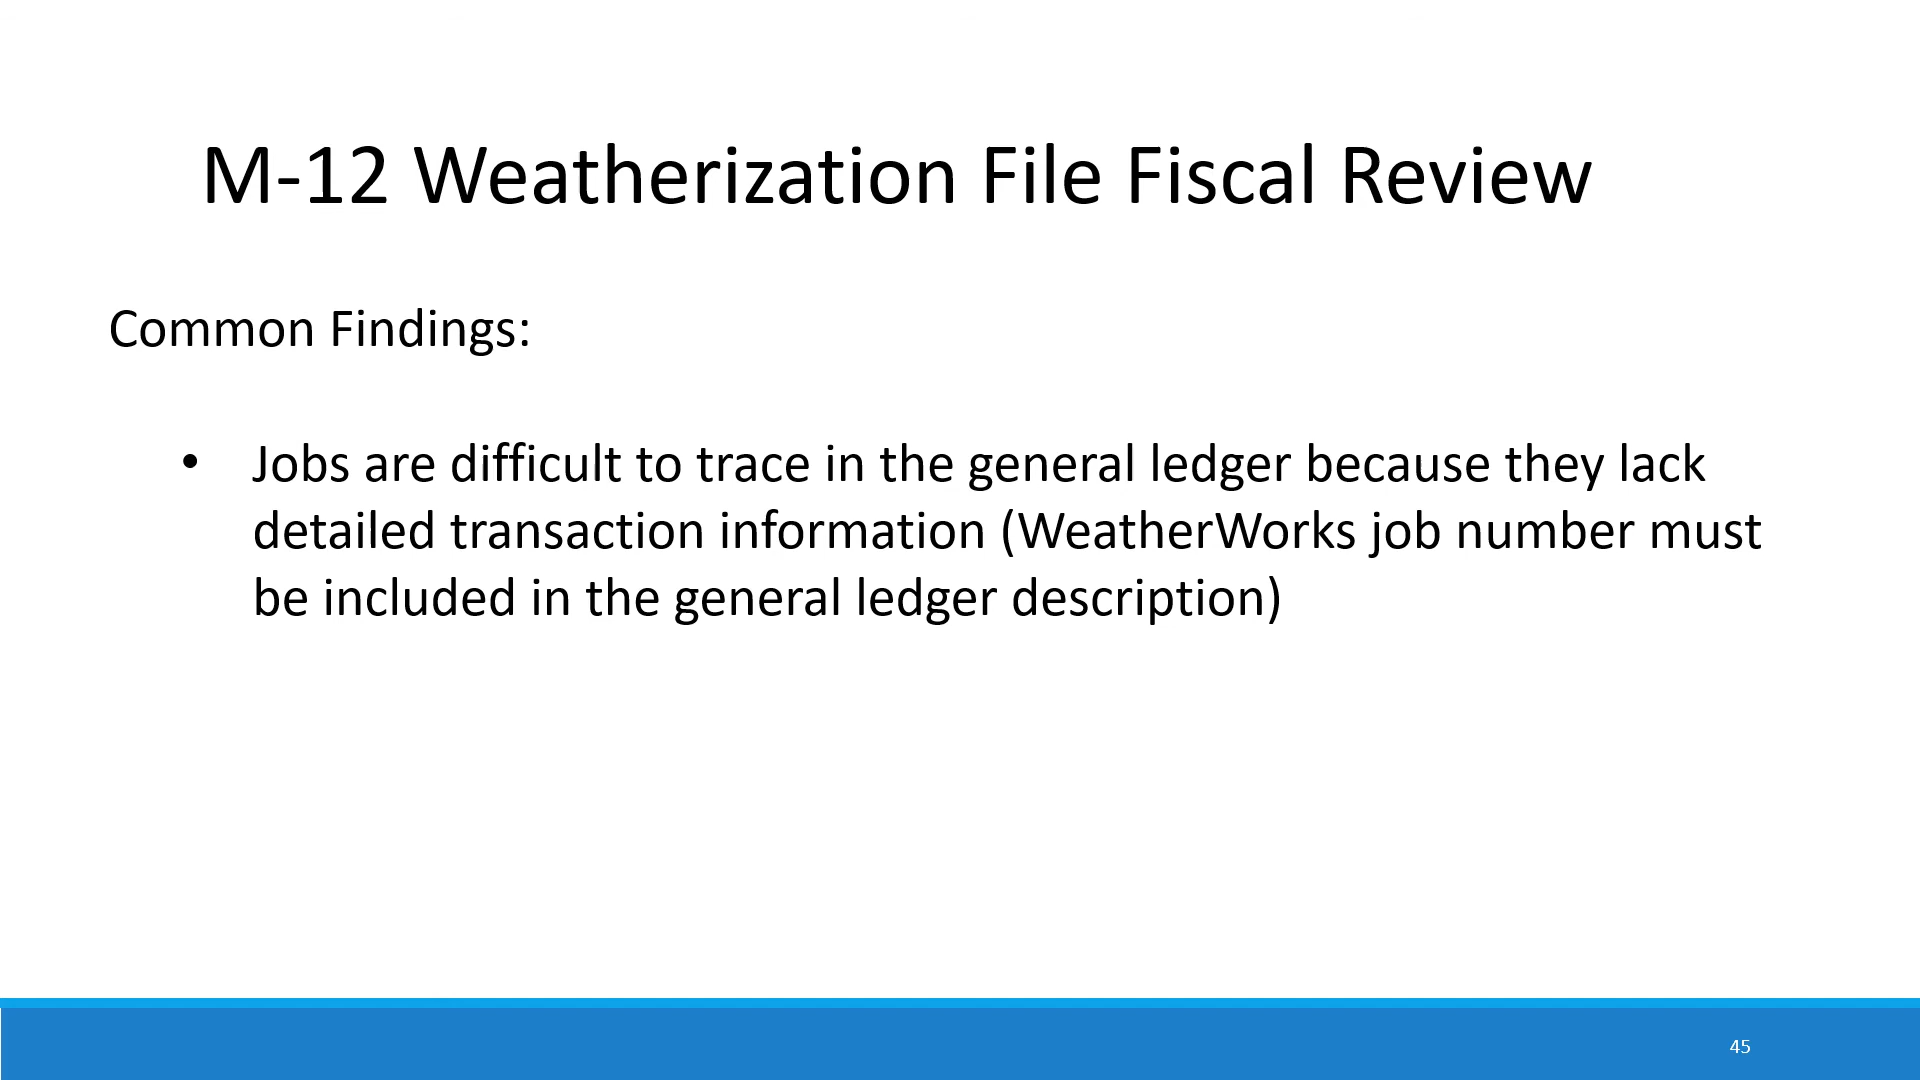 M-12 Weatherization File Fiscal Review
Common Findings:
• Jobs are difficult to trace in the general ledger because they lack
detailed transaction information (WeatherWorks job number must
be included in the general ledger description)
45